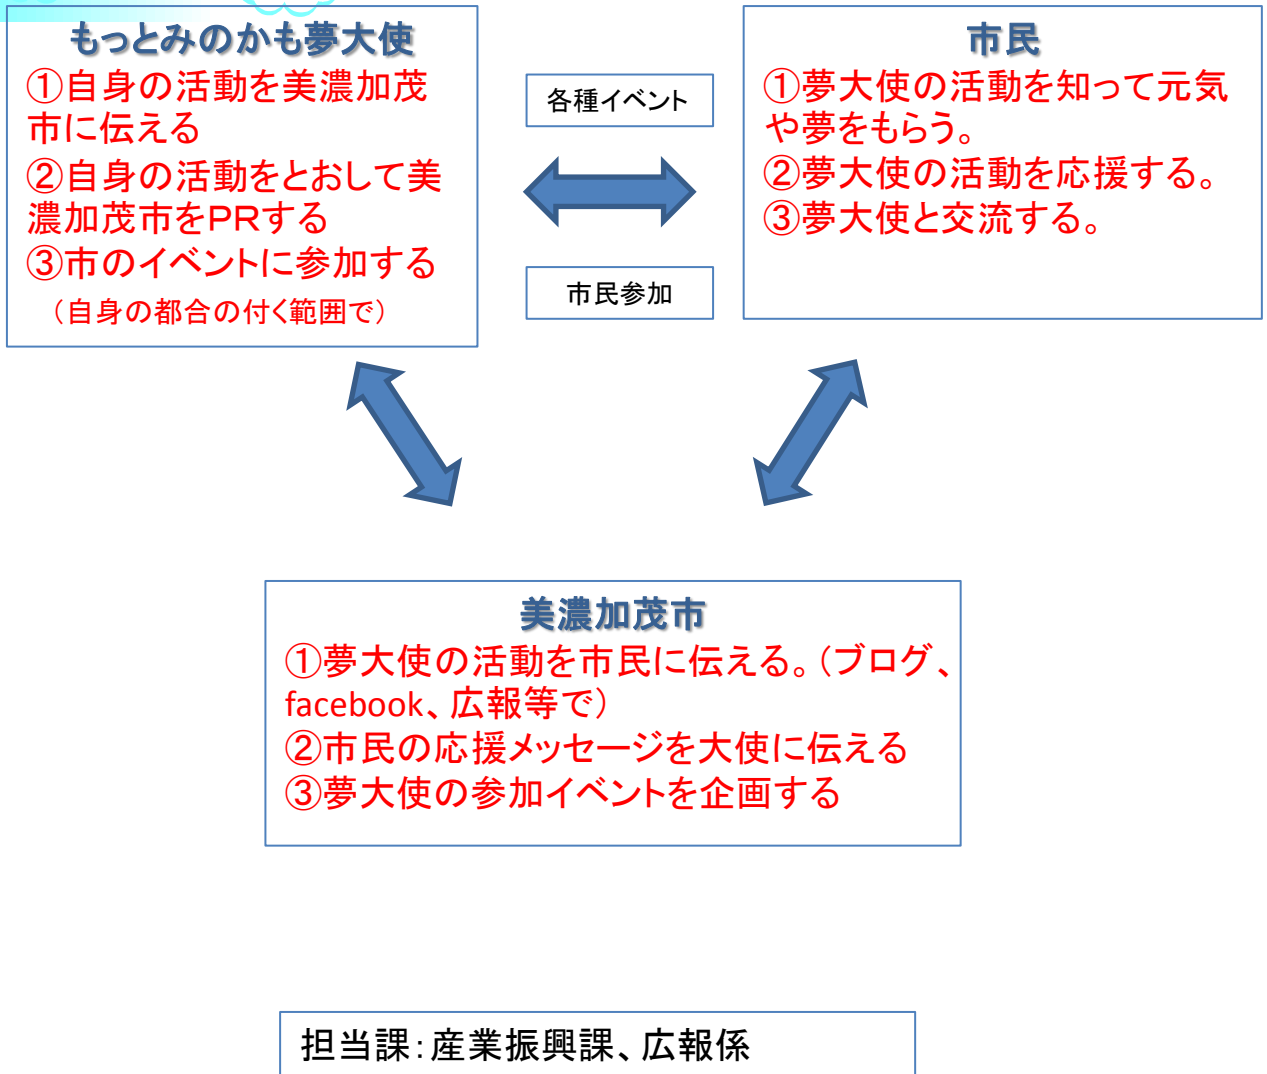 もっとみのかも夢大使
①自身の活動を美濃加茂
市に伝える
②自身の活動をとおして美
濃加茂市をPRする
③市のイベントに参加する
（自身の都合の付く範囲で）
各種イベント
市民参加
市民
①夢大使の活動を知って元気
や夢をもらう。
②夢大使の活動を応援する。
③夢大使と交流する。
美濃加茂市
①夢大使の活動を市民に伝える。（ブログ、
facebook、広報等で）
②市民の応援メッセージを大使に伝える
③夢大使の参加イベントを企画する
担当課：産業振興課、広報係